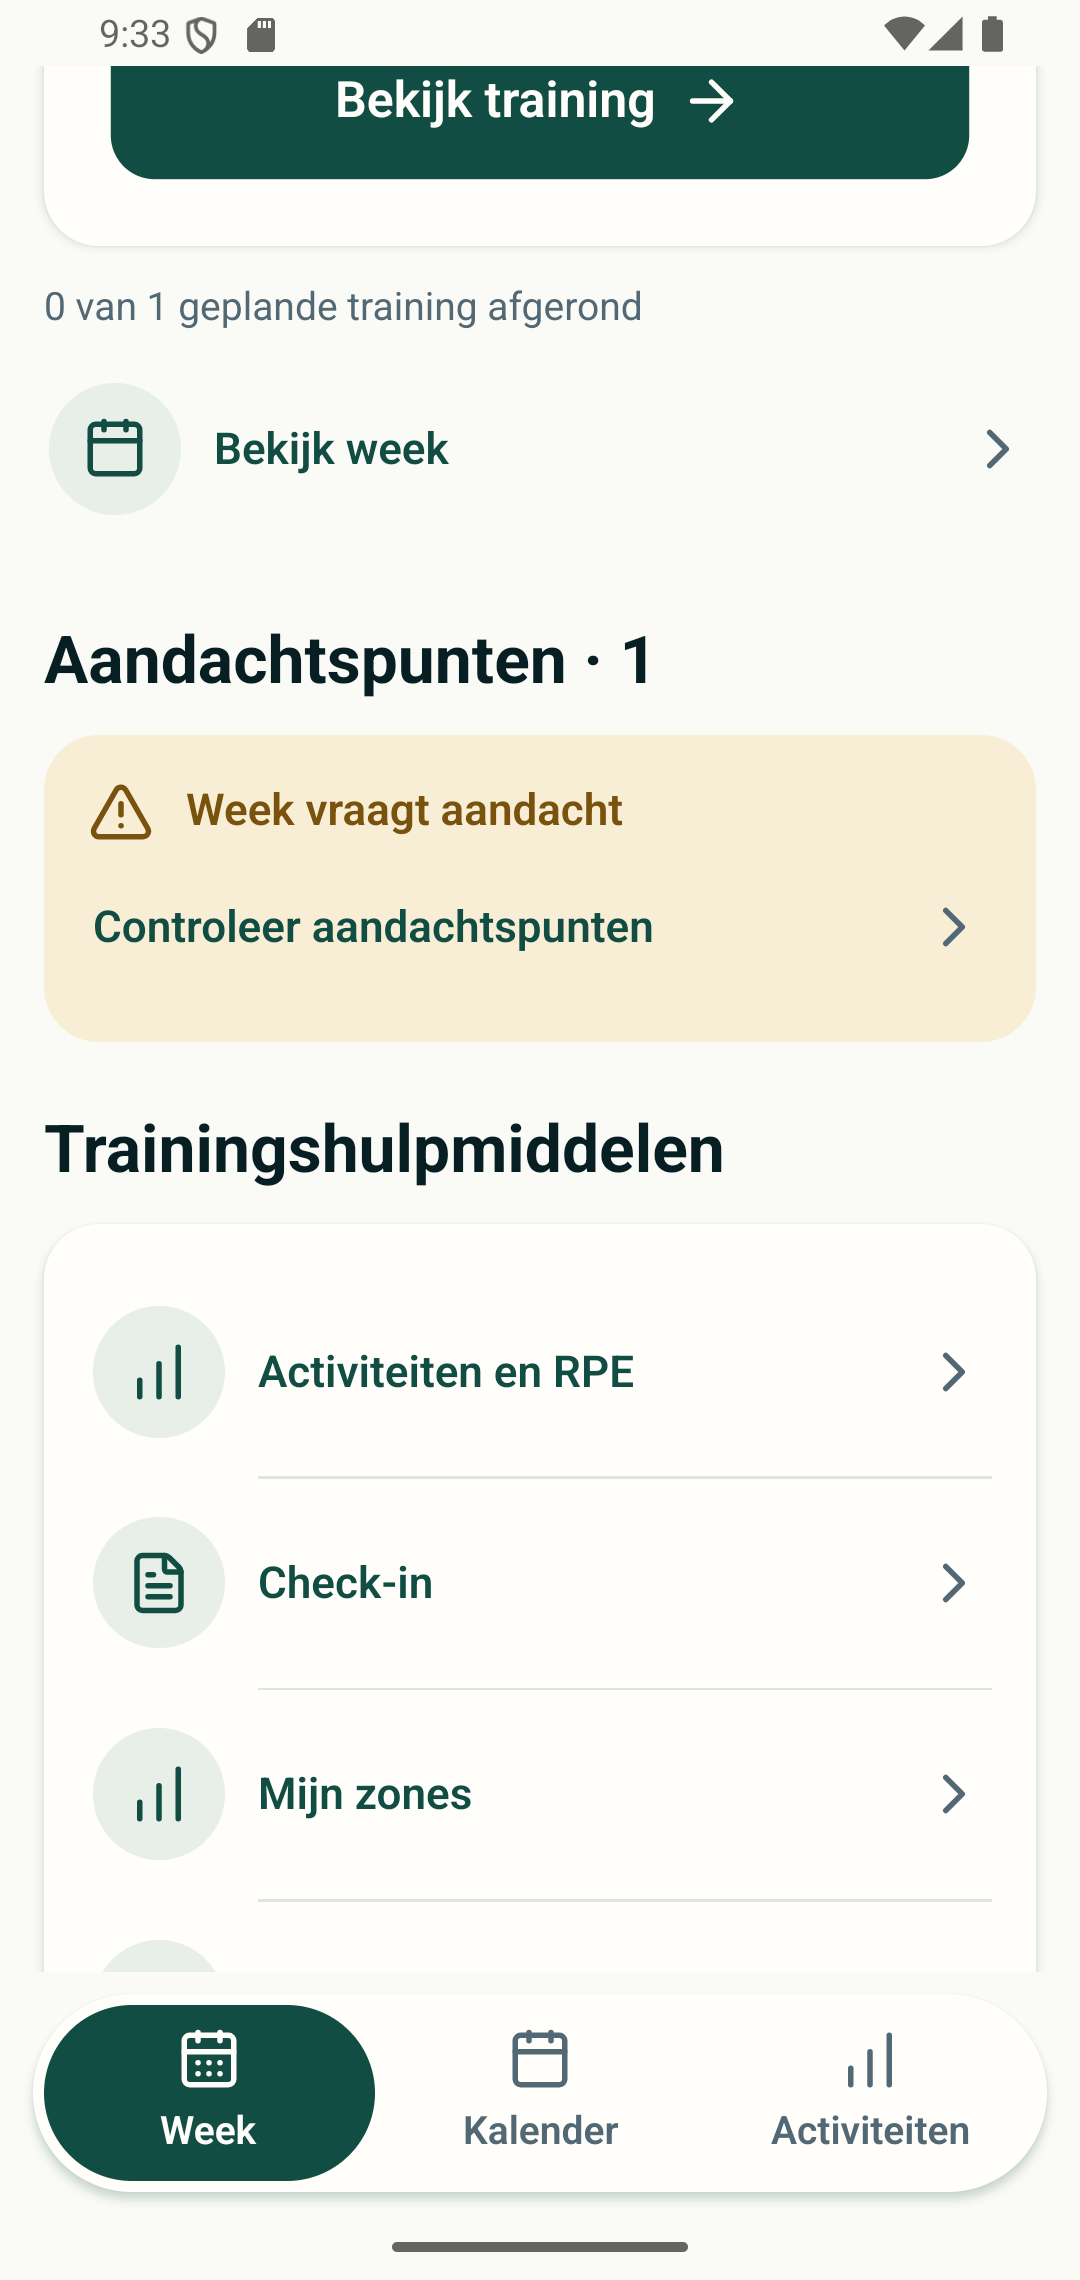 9:33
Bekijk training
0 van 1 geplande training afgerond
Bekijk week
Aandachtspunten · 1
Week vraagt aandacht
Controleer aandachtspunten
Trainingshulpmiddelen
Activiteiten en RPE
Check-in
Mijn zones
Week
Kalender
Activiteiten